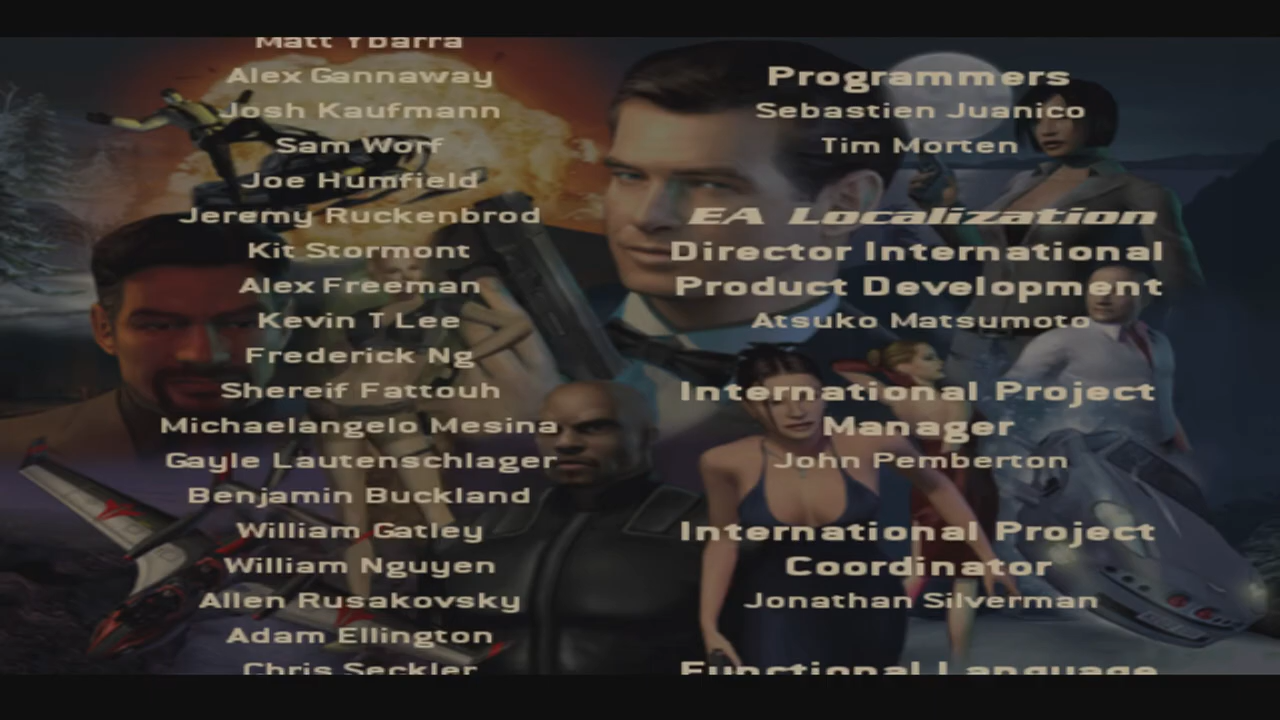 Matt Ybarra
Alex Gannaway
Josh Kaufmann
Sam Worf
Joe Humfield
Jeremy Ruckenbrod
Kit Stormont
Alex Freeman
Kevin T Lee
Frederick Ng
Shereif Fattouh
Michaelangelo Mesina
Gayle Lautenschlager
Benjamin Buckland
William Gatley
William Nguyen
Allen Rusakovsky
Adam Ellington
Chris Seckler
Programmers
Sebastien Juanico
Tim Morten
EA Localization
Director International
Product Development
Atsuko Matsumoto
International Project
Manager
John Pemberton
International Project
Coordinator
Jonathan Silverman
Functional Language